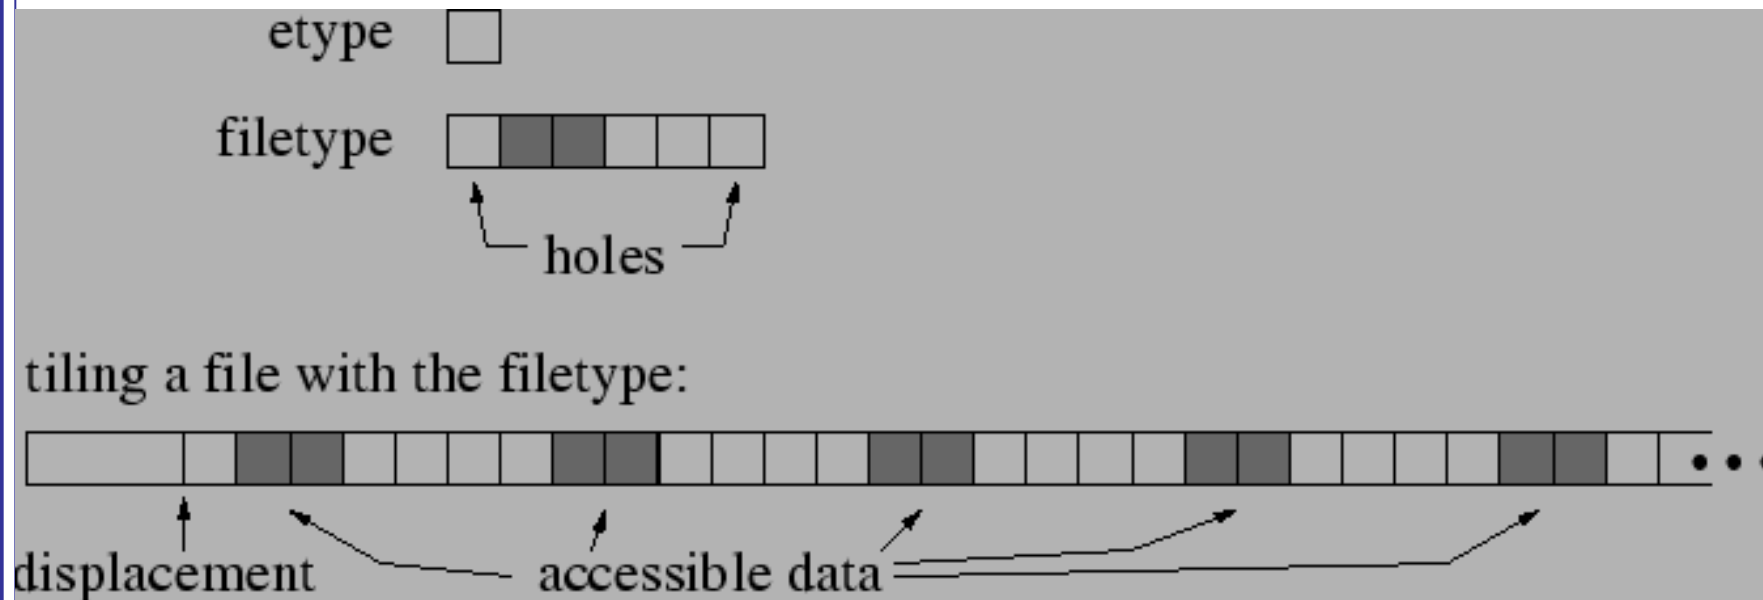 etype
filetype
holes
tiling a file with the filetype:
displacement
accessible data